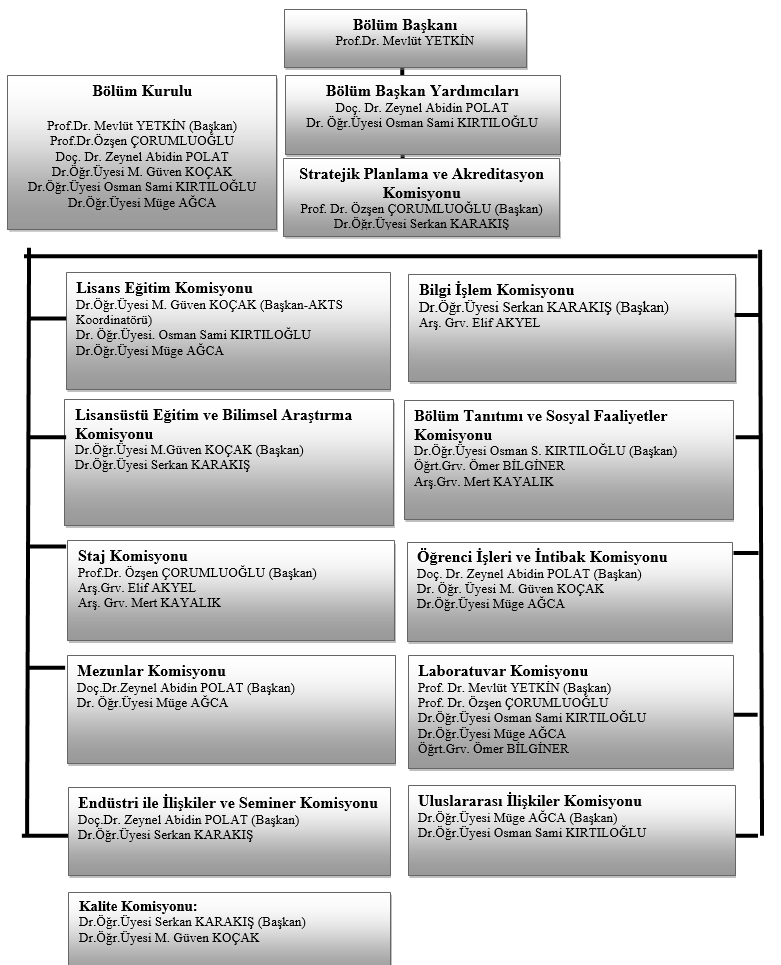 Bölüm Başkanı
Prof.Dr. Mevlüt YETKİN
Bölüm Kurulu
Prof.Dr. Mevlüt YETKİN (Başkan)
Prof.Dr.Özşen ÇORUMLUOĞLU
Doç. Dr. Zeynel Abidin POLAT
Dr.Öğr.Üyesi M. Güven KOÇAK
Dr.Öğr.Üyesi Osman Sami KIRTILOĞLU
Dr.Öğr.Üyesi Müge AĞCA
Bölüm Başkan Yardımcıları
Doç. Dr. Zeynel Abidin POLAT
Dr. Öğr.Üyesi Osman Sami KIRTILOĞLU
Stratejik Planlama ve Akreditasyon
Komisyonu
Prof. Dr. Özşen ÇORUMLUOĞLU (Başkan)
Dr.Öğr.Üyesi Serkan KARAKIŞ
Lisans Eğitim Komisyonu
Dr.Öğr.Üyesi M. Güven KOÇAK (Başkan-AKTS
Koordinatörü)
Dr. Öğr.Üyesi. Osman Sami KIRTILOĞLU
Dr.Öğr.Üyesi Müge AĞCA
Bilgi İşlem Komisyonu
Dr.Öğr.Üyesi Serkan KARAKIŞ (Başkan)
Arş. Grv. Elif AKYEL
Lisansüstü Eğitim ve Bilimsel Araştırma
Komisyonu
Dr.Öğr.Üyesi M.Güven KOÇAK (Başkan)
Dr.Öğr.Üyesi Serkan KARAKIŞ
Bölüm Tanıtımı ve Sosyal Faaliyetler
Komisyonu
Dr.Öğr.Üyesi Osman S. KIRTILOĞLU (Başkan)
Öğrt.Grv. Ömer BİLGİNER
Arş.Grv. Mert KAYALIK
Staj Komisyonu
Prof.Dr. Özşen ÇORUMLUOĞLU (Başkan)
Arş.Grv. Elif AKYEL
Arş. Grv. Mert KAYALIK
Öğrenci İşleri ve İntibak Komisyonu
Doç. Dr. Zeynel Abidin POLAT (Başkan)
Dr. Öğr. Üyesi M. Güven KOÇAK
Dr.Öğr.Üyesi Müge AĞCA
Mezunlar Komisyonu
Doç.Dr.Zeynel Abidin POLAT (Başkan)
Dr. Öğr.Üyesi Müge AĞCA
Laboratuvar Komisyonu
Prof. Dr. Mevlüt YETKİN (Başkan)
Prof. Dr. Özşen ÇORUMLUOĞLU
Dr.Öğr.Üyesi Osman Sami KIRTILOĞLU
Dr.Öğr.Üyesi Müge AĞCA
Öğrt.Grv. Ömer BİLGİNER
Endüstri ile İlişkiler ve Seminer Komisyonu
Doç.Dr. Zeynel Abidin POLAT (Başkan)
Dr.Öğr.Üyesi Serkan KARAKIŞ
Uluslararası İlişkiler Komisyonu
Dr.Öğr.Üyesi Müge AĞCA (Başkan)
Dr.Öğr.Üyesi Osman Sami KIRTILOĞLU
Kalite Komisyonu:
Dr.Öğr.Üyesi Serkan KARAKIŞ (Başkan)
Dr.Öğr.Üyesi M. Güven KOÇAK